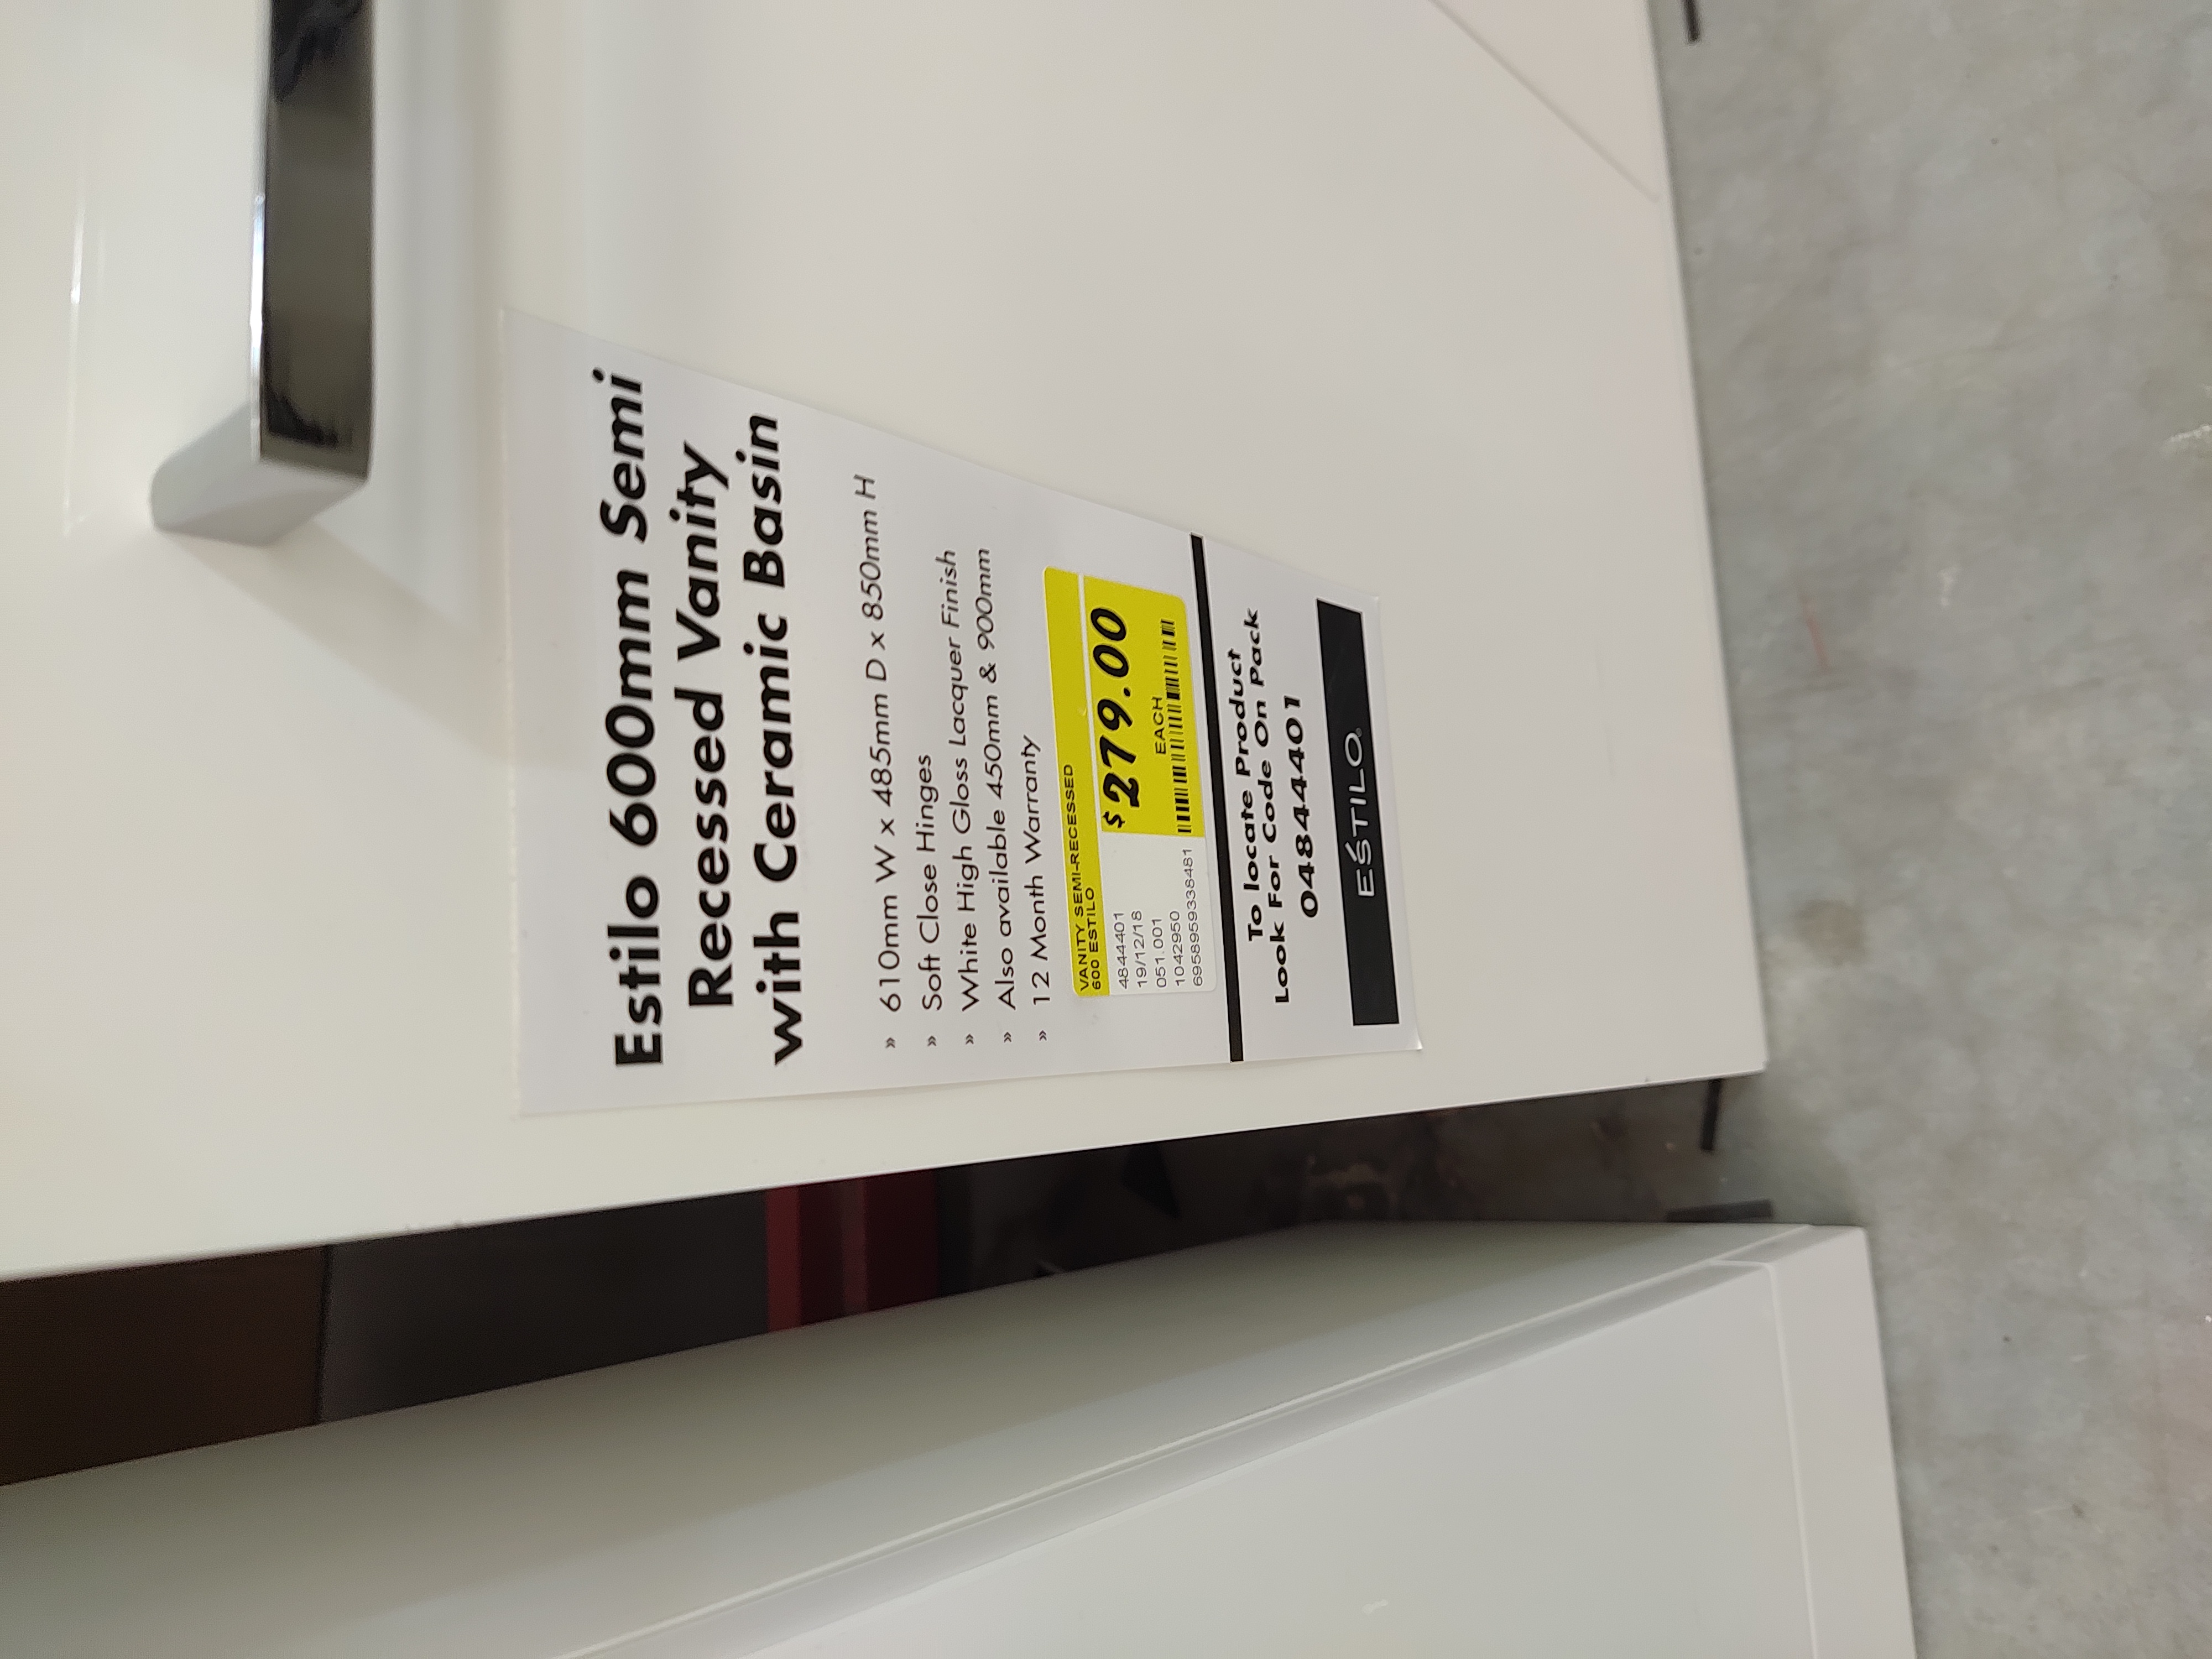 Estilo 600mm Semi
Recessed Vanity
with Ceramic Basin
» 610mm W x 485mm D x 850mm H
» Soft Close Hinges
» White High Gloss Lacquer Finish
» Also available 450mm & 900mm
» 12 Month Warranty
VANITY SEMI-RECESSED
600 ESTILO
4844401
19/12/18
051.001
1042950
6958959338481
$279.00
EACH
To locate Product
Look For Code On Pack
04844401
ESTILO®